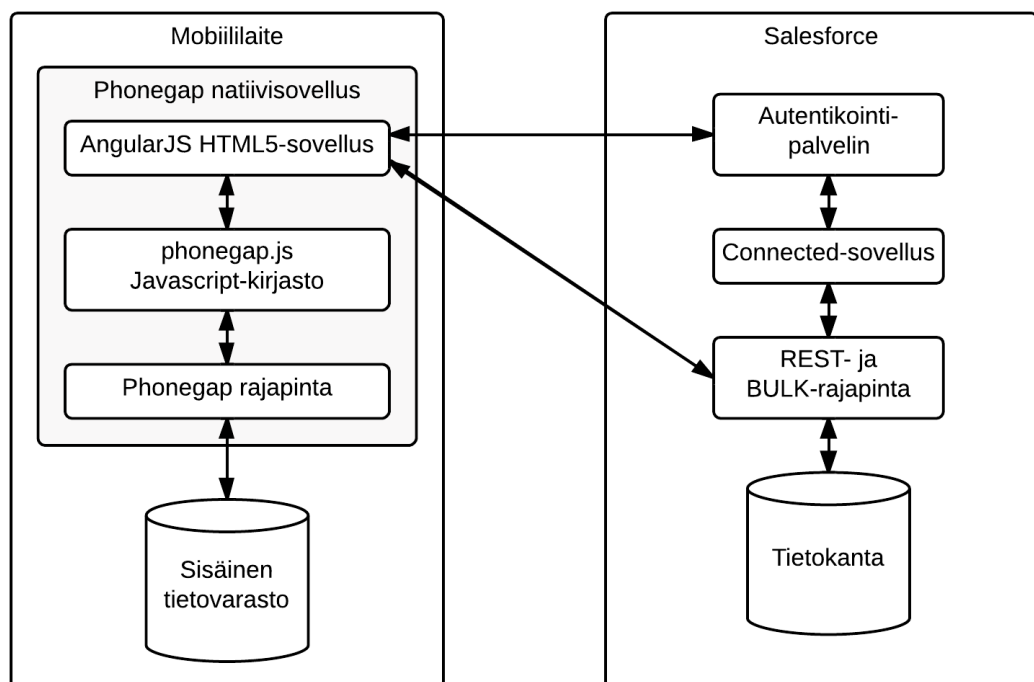 Mobiililaite
Phonegap natiivisovellus
AngularJS HTML5-sovellus
phonegap.js
Javascript-kirjasto
Phonegap rajapinta
Sisäinen
tietovarasto
Salesforce
Autentikointi-
palvelin
Connected-sovellus
REST- ja
BULK-rajapinta
Tietokanta